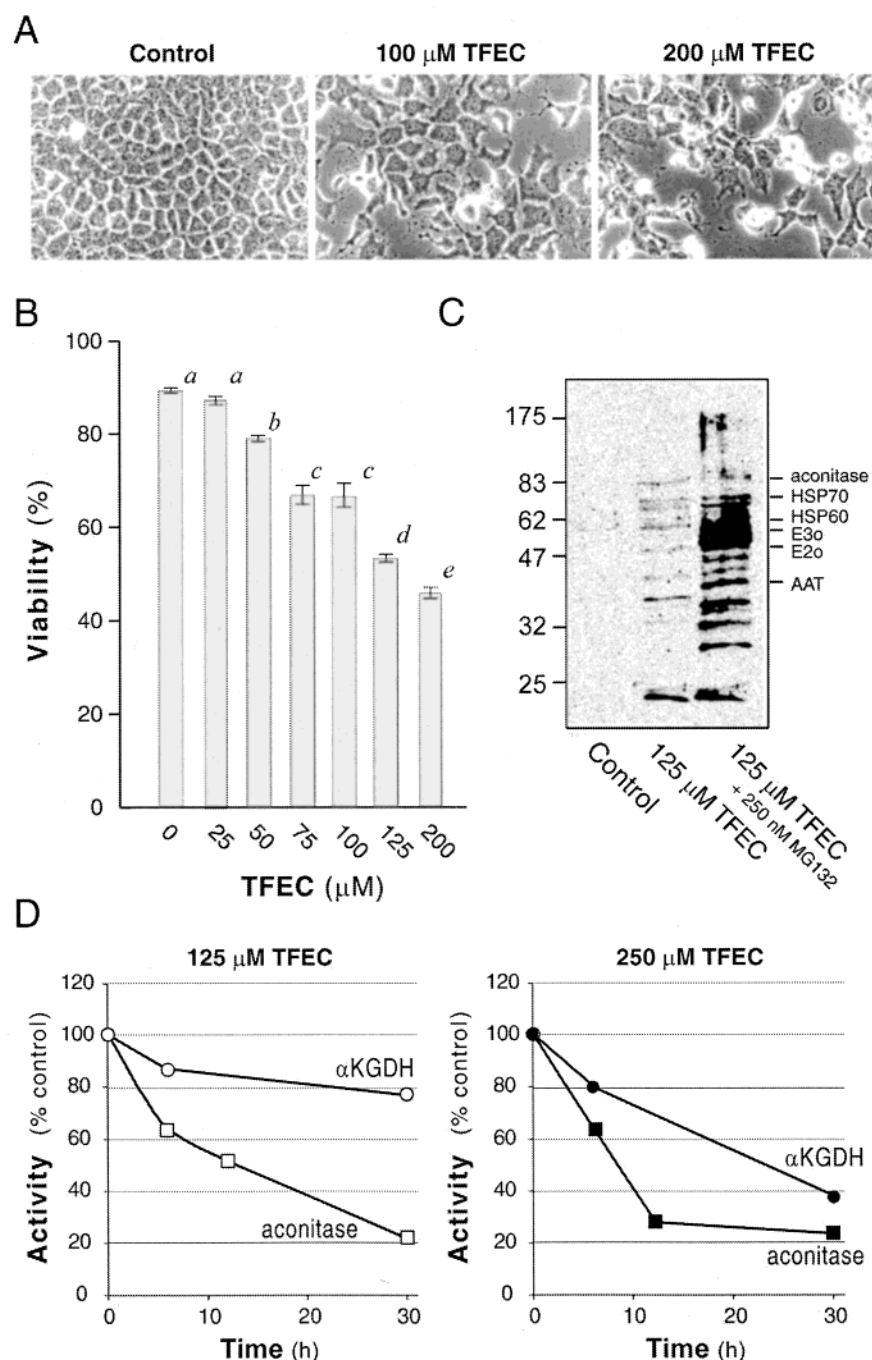 A
Control
100 μM TFEC
200 μM TFEC
B
Viability (%)
100
80
60
40
20
0
a
a
b
c
c
d
e
0
25
50
75
100
125
200
TFEC (μM)
C
175
83
62
47
32
25
aconitase
HSP70
HSP60
E3o
E2o
AAT
Control
125 μM TFEC
125 μM TFEC
+ 250 nM MG132
D
125 μM TFEC
Activity (% control)
120
100
80
60
40
20
0
αKGDH
aconitase
0
10
20
30
Time (h)
250 μM TFEC
Activity (% control)
120
100
80
60
40
20
0
αKGDH
aconitase
0
10
20
30
Time (h)